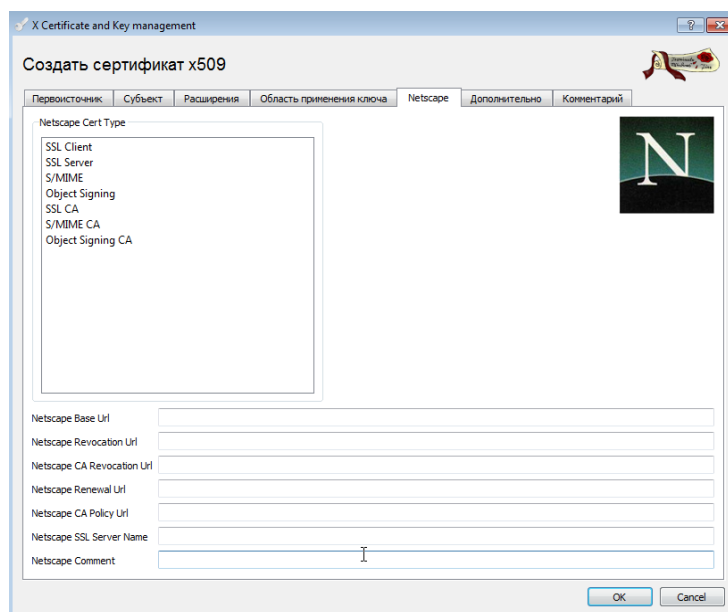 X Certificate and Key management
Создать сертификат x509
Первоисточник Субъект Расширения Область применения ключа Netscape Дополнительно Комментарий
Netscape Cert Type
SSL Client
SSL Server
S/MIME
Object Signing
SSL CA
S/MIME CA
Object Signing CA
N
Netscape Base Url
Netscape Revocation Url
Netscape CA Revocation Url
Netscape Renewal Url
Netscape CA Policy Url
Netscape SSL Server Name
Netscape Comment
OK Cancel